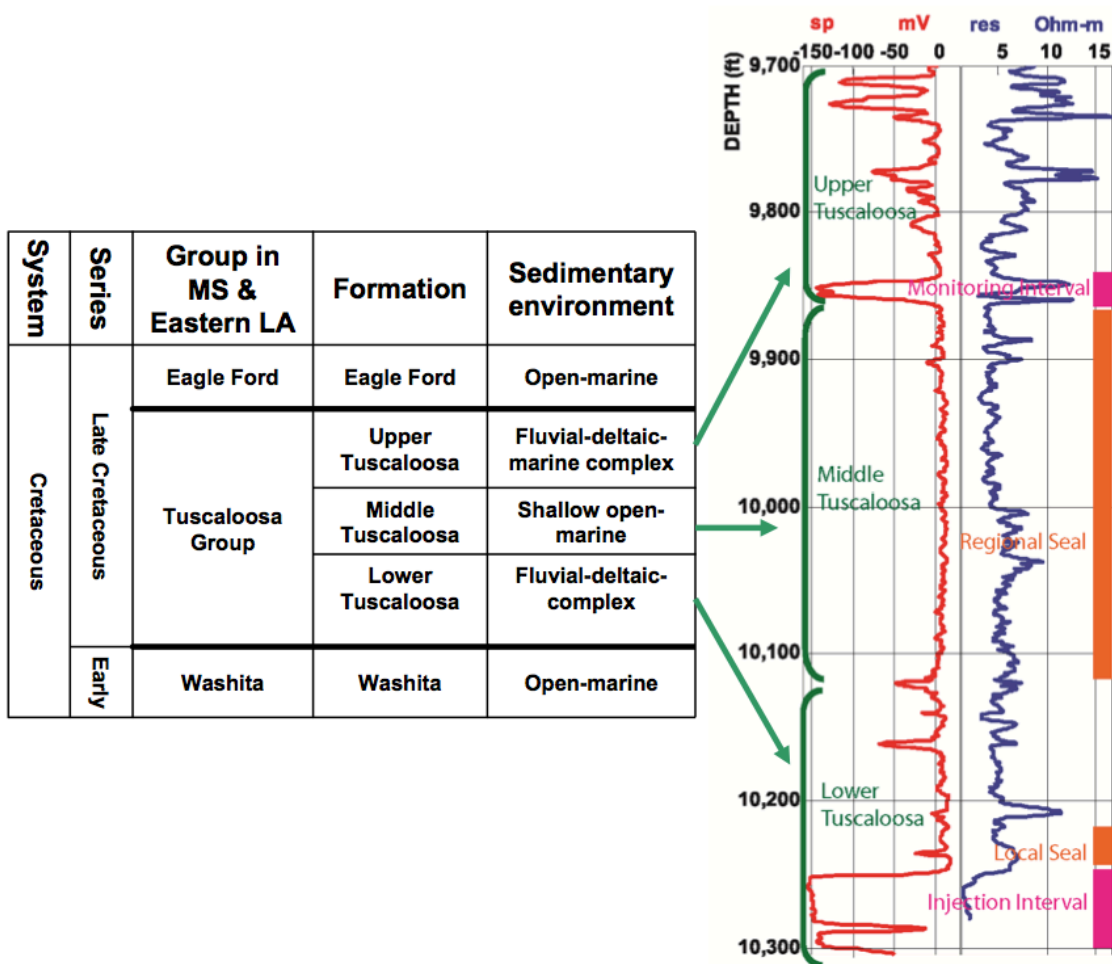 System
Series
Group in
MS &
Eastern LA
Formation
Sedimentary
environment
Cretaceous
Late Cretaceous
Eagle Ford
Eagle Ford
Open-marine
Tuscaloosa
Group
Upper
Tuscaloosa
Fluvial-deltaic-
marine complex
Middle
Tuscaloosa
Shallow open-
marine
Lower
Tuscaloosa
Fluvial-deltaic-
complex
Early
Washita
Washita
Open-marine
sp mV res Ohm-m
-150 -100 -50 0 5 10 15
DEPTH (ft)
9,700
Upper
Tuscaloosa
9,800
Monitoring Interval
9,900
Middle
Tuscaloosa
10,000
Regional Seal
10,100
Lower
Tuscaloosa
10,200
Local Seal
Injection Interval
10,300